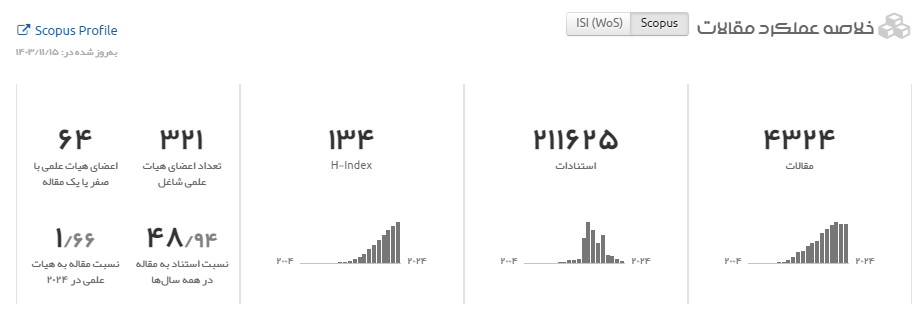 خلاصه عملکرد مقالات
Scopus
ISI (WoS)
Scopus Profile
به‌روز شده در: ۱۴۰۳/۱۱/۱۵
۴۳۲۴
مقالات
۲۰۰۴
۲۰۲۴
۲۱۱۶۲۵
استنادات
۲۰۰۴
۲۰۲۴
۱۳۴
H-Index
۲۰۰۴
۲۰۲۴
۳۲۱
تعداد اعضای هیات
علمی شاغل
۶۴
اعضای هیات علمی با
صفر یا یک مقاله
۴۸/۹۴
نسبت استناد به مقاله
در همه سال‌ها
۱/۶۶
نسبت مقاله به هیات
علمی در ۲۰۲۴